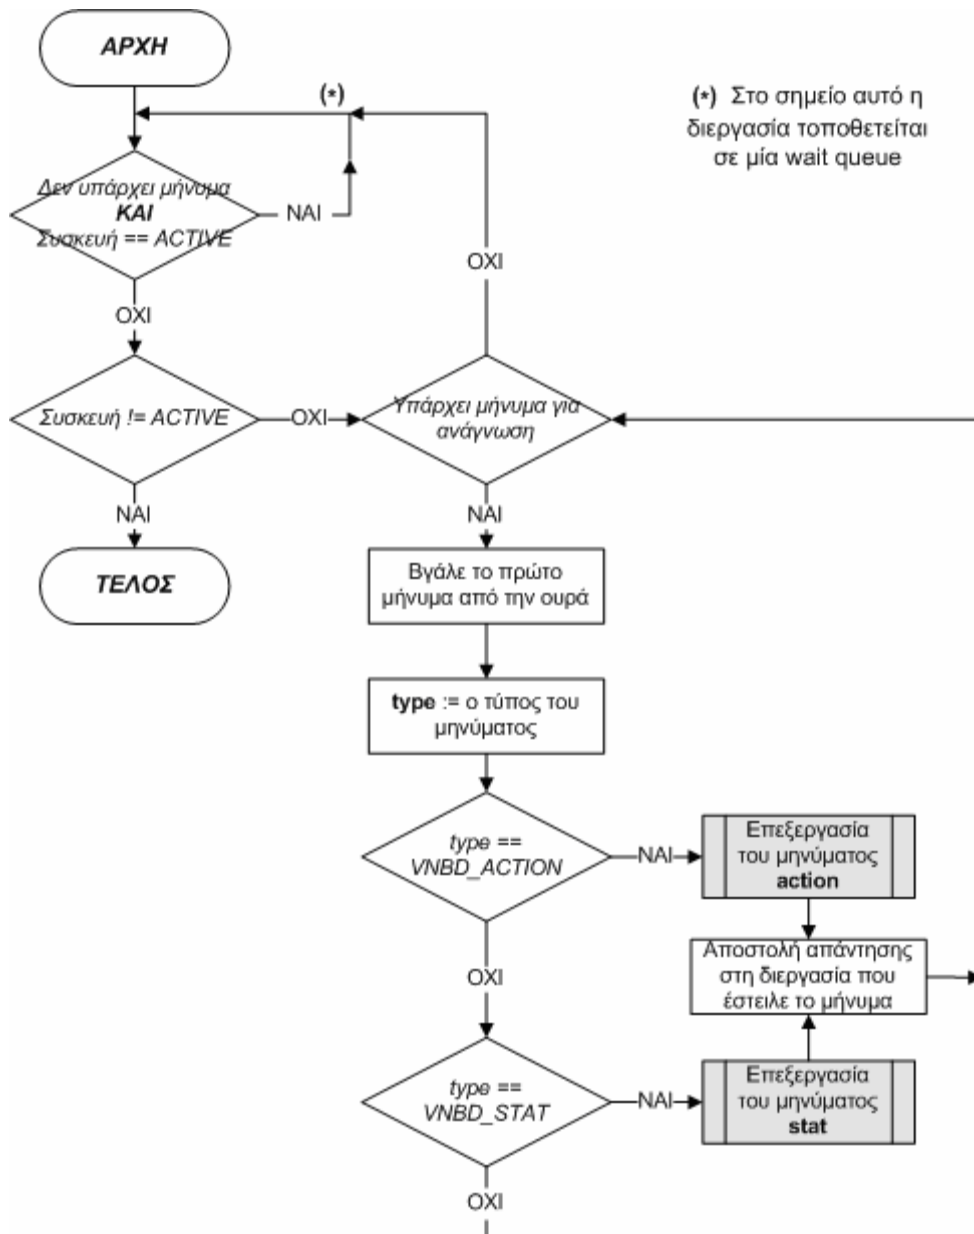 ΑΡΧΗ
(*)
(*) Στο σημείο αυτό η
διεργασία τοποθετείται
σε μία wait queue
Δεν υπάρχει μήνυμα
ΚΑΙ
Συσκευή == ACTIVE
ΝΑΙ
ΟΧΙ
ΟΧΙ
Συσκευή != ACTIVE
ΟΧΙ
Υπάρχει μήνυμα για
ανάγνωση
ΝΑΙ
ΝΑΙ
ΤΕΛΟΣ
Βγάλε το πρώτο
μήνυμα από την ουρά
type := ο τύπος του
μηνύματος
type ==
VNBD_ACTION
ΝΑΙ
Επεξεργασία
του μηνύματος
action
ΟΧΙ
Αποστολή απάντησης
στη διεργασία που
έστειλε το μήνυμα
type ==
VNBD_STAT
ΝΑΙ
Επεξεργασία
του μηνύματος
stat
ΟΧΙ